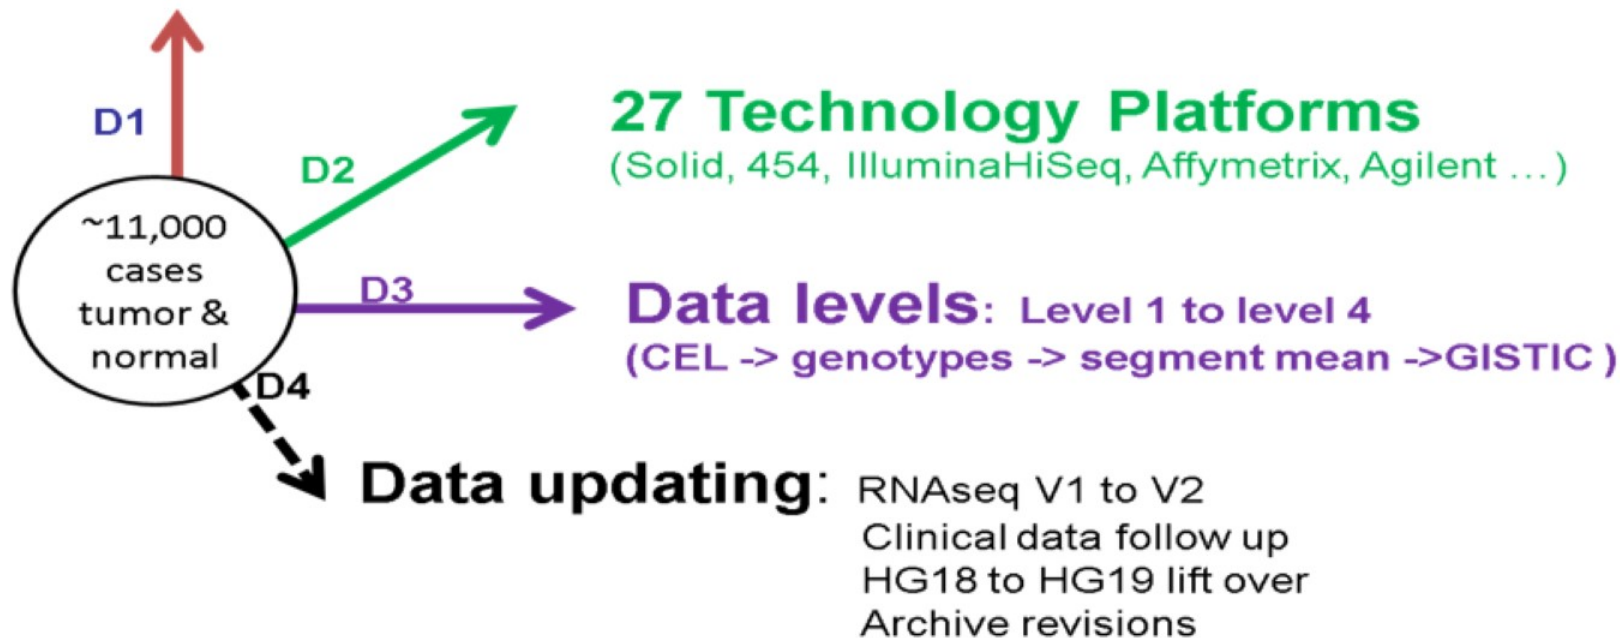 D1
D2
27 Technology Platforms
(Solid, 454, IlluminaHiSeq, Affymetrix, Agilent ...)
~11,000
cases
tumor &
normal
D3
Data levels: Level 1 to level 4
(CEL -> genotypes -> segment mean ->GISTIC )
D4
Data updating: RNAseq V1 to V2
Clinical data follow up
HG18 to HG19 lift over
Archive revisions